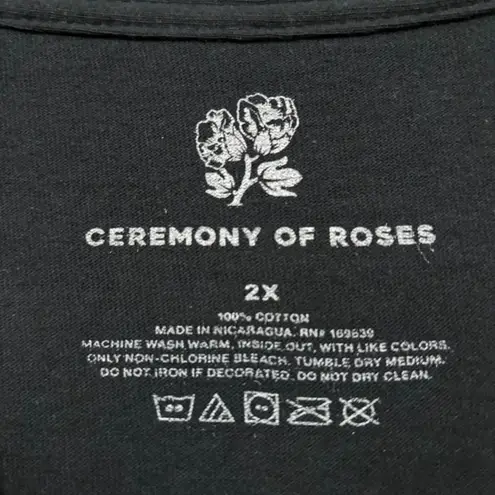 CEREMONY OF ROSES
2X
100% COTTON
MADE IN NICARAGUA. RN# 169639
MACHINE WASH WARM, INSIDE OUT, WITH LIKE COLORS.
ONLY NON-CHLORINE BLEACH. TUMBLE DRY MEDIUM.
DO NOT IRON IF DECORATED. DO NOT DRY CLEAN.